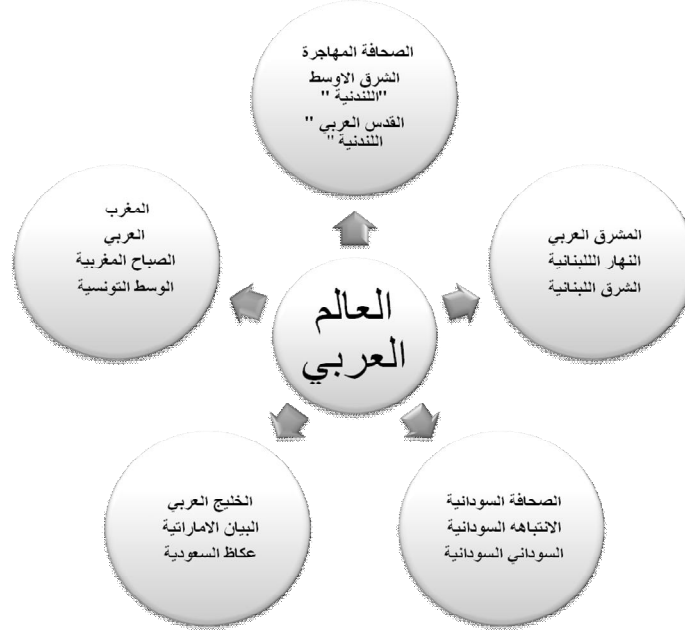 الصحافة المهاجرة
الشرق الاوسط
"اللندنية "
القدس العربي "
اللندنية "
المشرق العربي
النهار اللبنانية
الشرق اللبنانية
المغرب
العربي
الصباح المغربية
الوسط التونسية
العالم
العربي
الصحافة السودانية
الانتباهه السودانية
السوداني السودانية
الخليج العربي
البيان الاماراتية
عكاظ السعودية